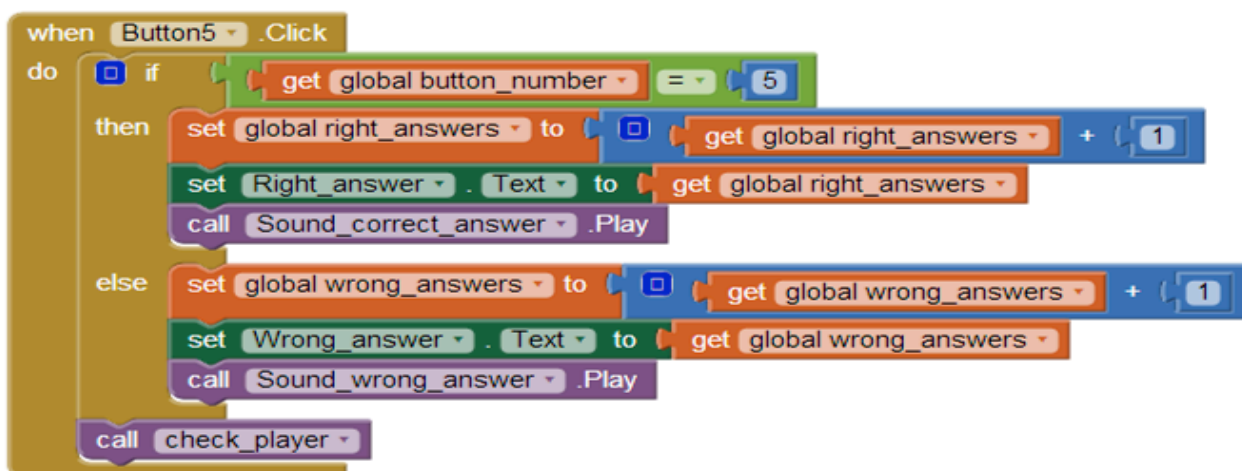 when Button5 .Click
do if get global button_number = 5
then set global right_answers to get global right_answers + 1
set Right_answer . Text to get global right_answers
call Sound_correct_answer .Play
else set global wrong_answers to get global wrong_answers + 1
set Wrong_answer . Text to get global wrong_answers
call Sound_wrong_answer .Play
call check_player